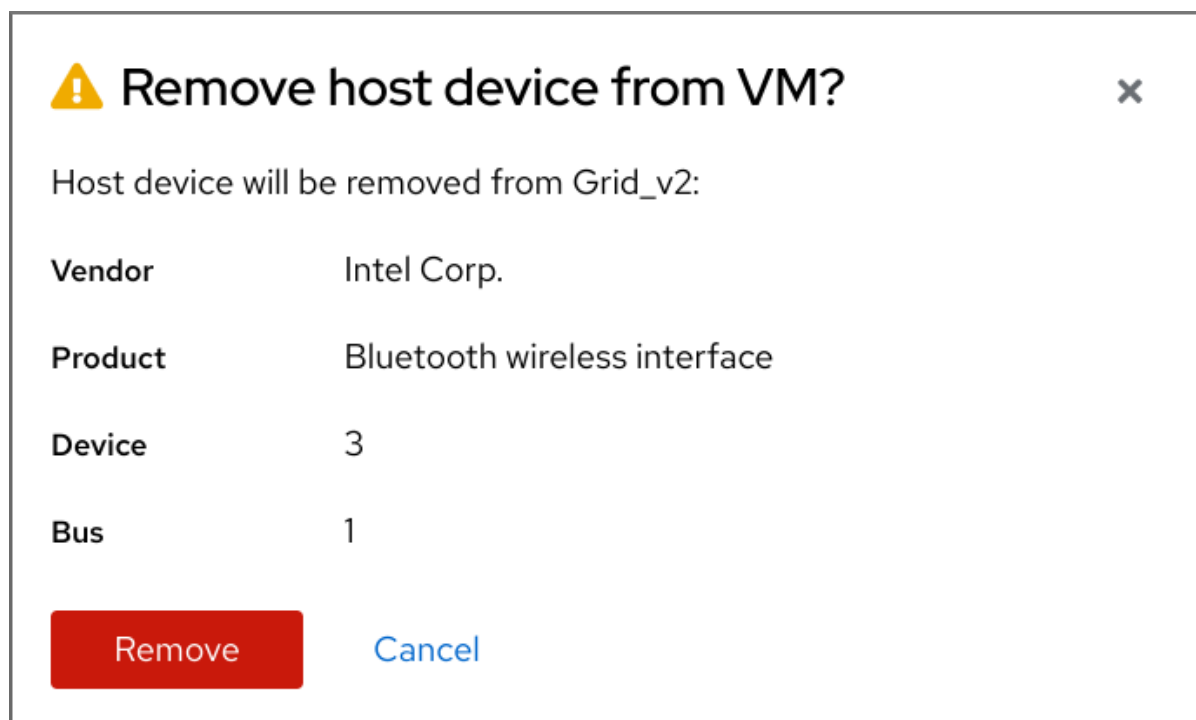 Remove host device from VM?
Host device will be removed from Grid_v2:
Vendor Intel Corp.
Product Bluetooth wireless interface
Device 3
Bus 1
Remove Cancel